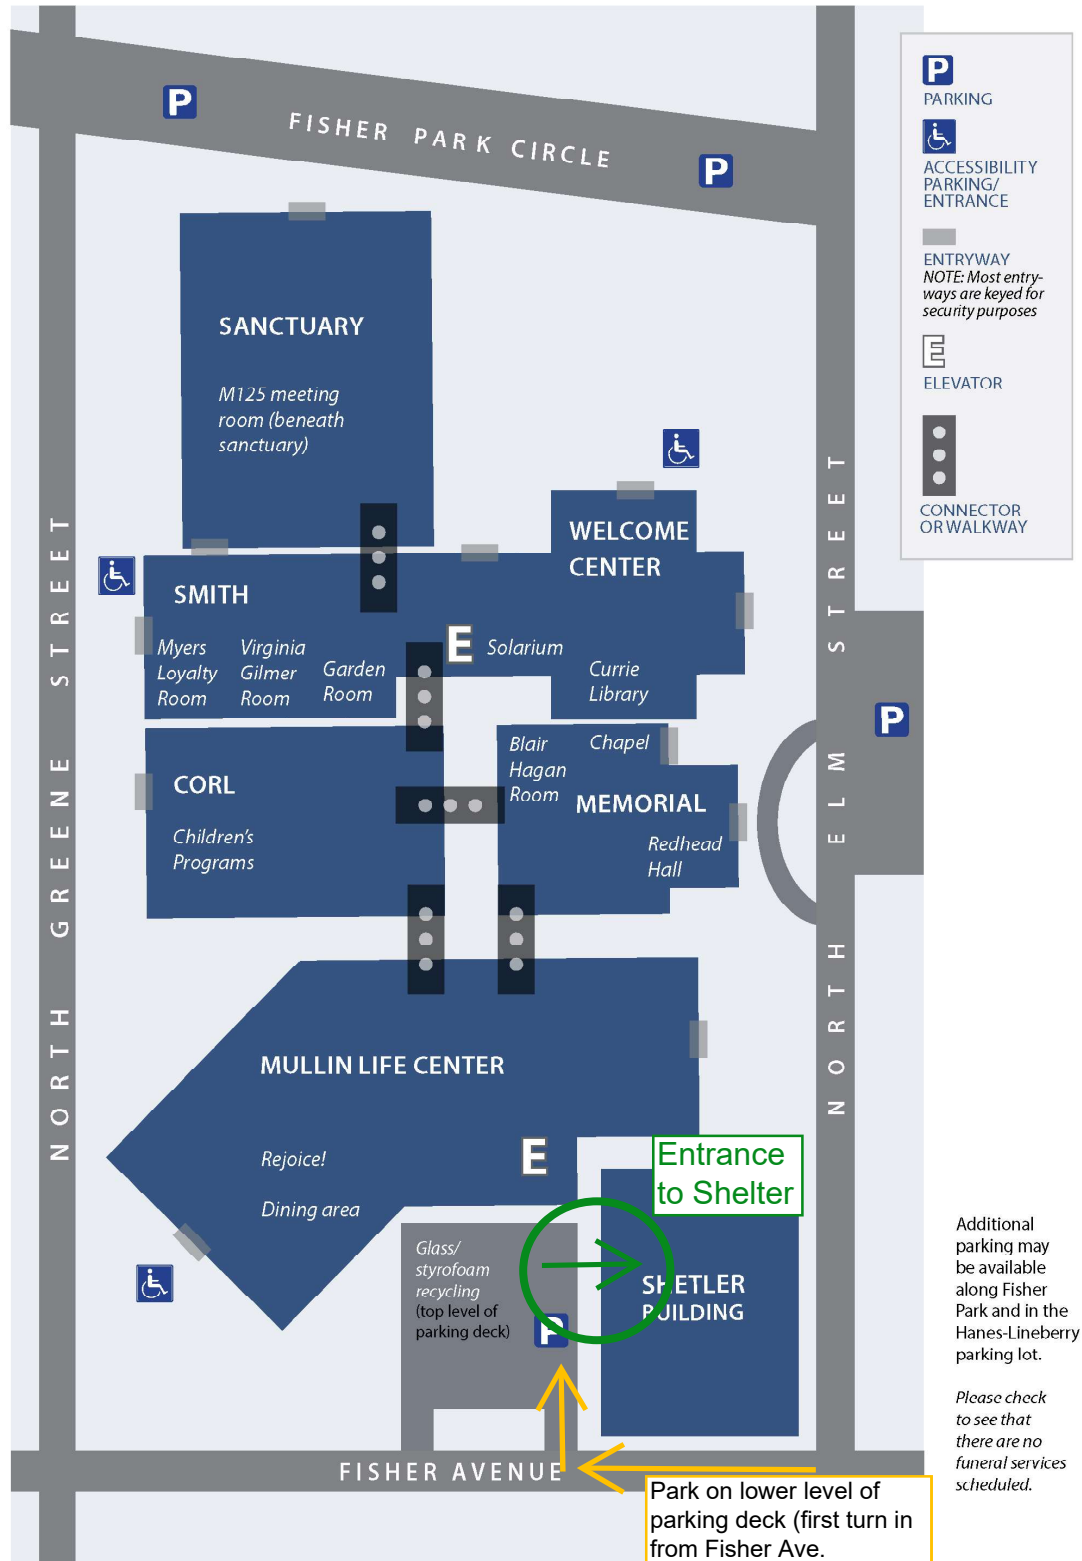 P
PARKING
ACCESSIBILITY
PARKING/
ENTRANCE
ENTRYWAY
NOTE: Most entry-
ways are keyed for
security purposes
E
ELEVATOR
CONNECTOR
OR WALKWAY
P
FISHER PARK CIRCLE
P
SANCTUARY
M125 meeting
room (beneath
sanctuary)
WELCOME
CENTER
SMITH
Myers
Loyalty
Room
Virginia
Gilmer
Room
Garden
Room
E
Solarium
Currie
Library
CORL
Children's
Programs
Blair
Hagan
Room
Chapel
MEMORIAL
Redhead
Hall
P
NORTH GREENE STREET
NORTH ELM STREET
MULLIN LIFE CENTER
Rejoice!
Dining area
E
Entrance
to Shelter
Glass/
styrofoam
recycling
(top level of
parking deck)
P
SHETLER
BUILDING
FISHER AVENUE
Park on lower level of
parking deck (first turn in
from Fisher Ave.
Additional
parking may
be available
along Fisher
Park and in the
Hanes-Lineberry
parking lot.
Please check
to see that
there are no
funeral services
scheduled.